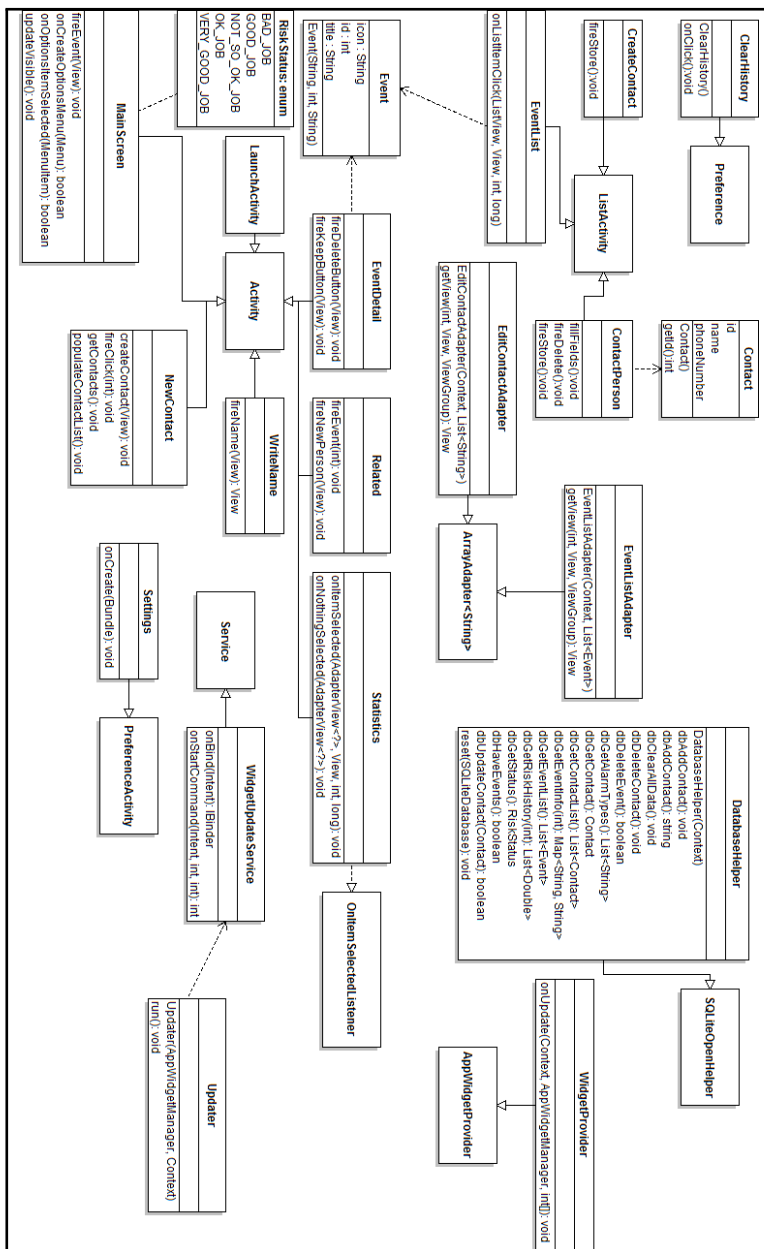 ClearHistory
ClearHistory()
onClick():void
Preference
Contact
id
name
phoneNumber
Contact()
getId():int
CreateContact
fireStore():void
ListActivity
ContactPerson
fillFields():void
fireDelete():void
fireStore():void
EventList
onListItemClick(ListView, View, int, long)
EditContactAdapter
EditContactAdapter(Context, List<String>)
getView(int, View, ViewGroup): View
ArrayAdapter<String>
EventListAdapter
EventListAdapter(Context, List<Event>)
getView(int, View, ViewGroup): View
DatabaseHelper
DatabaseHelper(Context)
dbAddContact(): void
dbAddContact(): string
dbClearAllData(): void
dbDeleteContact(): void
dbDeleteEvent(): boolean
dbGetAlarmTypes(): List<String>
dbGetContact(): Contact
dbGetContactList(): List<Contact>
dbGetEventInfo(int): Map<String, String>
dbGetEventList(): List<Event>
dbGetRiskHistory(int): List<Double>
dbGetStatus(): RiskStatus
dbHaveEvents(): boolean
dbUpdateContact(Contact): boolean
reset(SQLiteDatabase): void
SQLiteOpenHelper
WidgetProvider
onUpdate(Context, AppWidgetManager, int[]): void
AppWidgetProvider
Event
icon : String
id : int
title : String
Event(String, int, String)
EventDetail
fireDeleteButton(View): void
fireKeepButton(View): void
Related
fireEvent(int): void
fireNewPerson(View): void
Statistics
onItemSelected(AdapterView<?>, View, int, long): void
onNothingSelected(AdapterView<?>): void
OnItemSelectedListener
RiskStatus: enum
BAD_JOB
GOOD_JOB
NOT_SO_OK_JOB
OK_JOB
VERY_GOOD_JOB
LaunchActivity
Activity
WriteName
fireName(View): View
Service
WidgetUpdateService
onBind(Intent): IBinder
onStartCommand(Intent, int, int): int
Updater
Updater(AppWidgetManager, Context)
run(): void
MainScreen
fireEvent(View): void
onCreateOptionsMenu(Menu): boolean
onOptionsItemSelected(MenuItem): boolean
updateVisible(): void
NewContact
createContact(View): void
fireClick(int): void
getContacts(): void
populateContactList(): void
Settings
onCreate(Bundle): void
PreferenceActivity